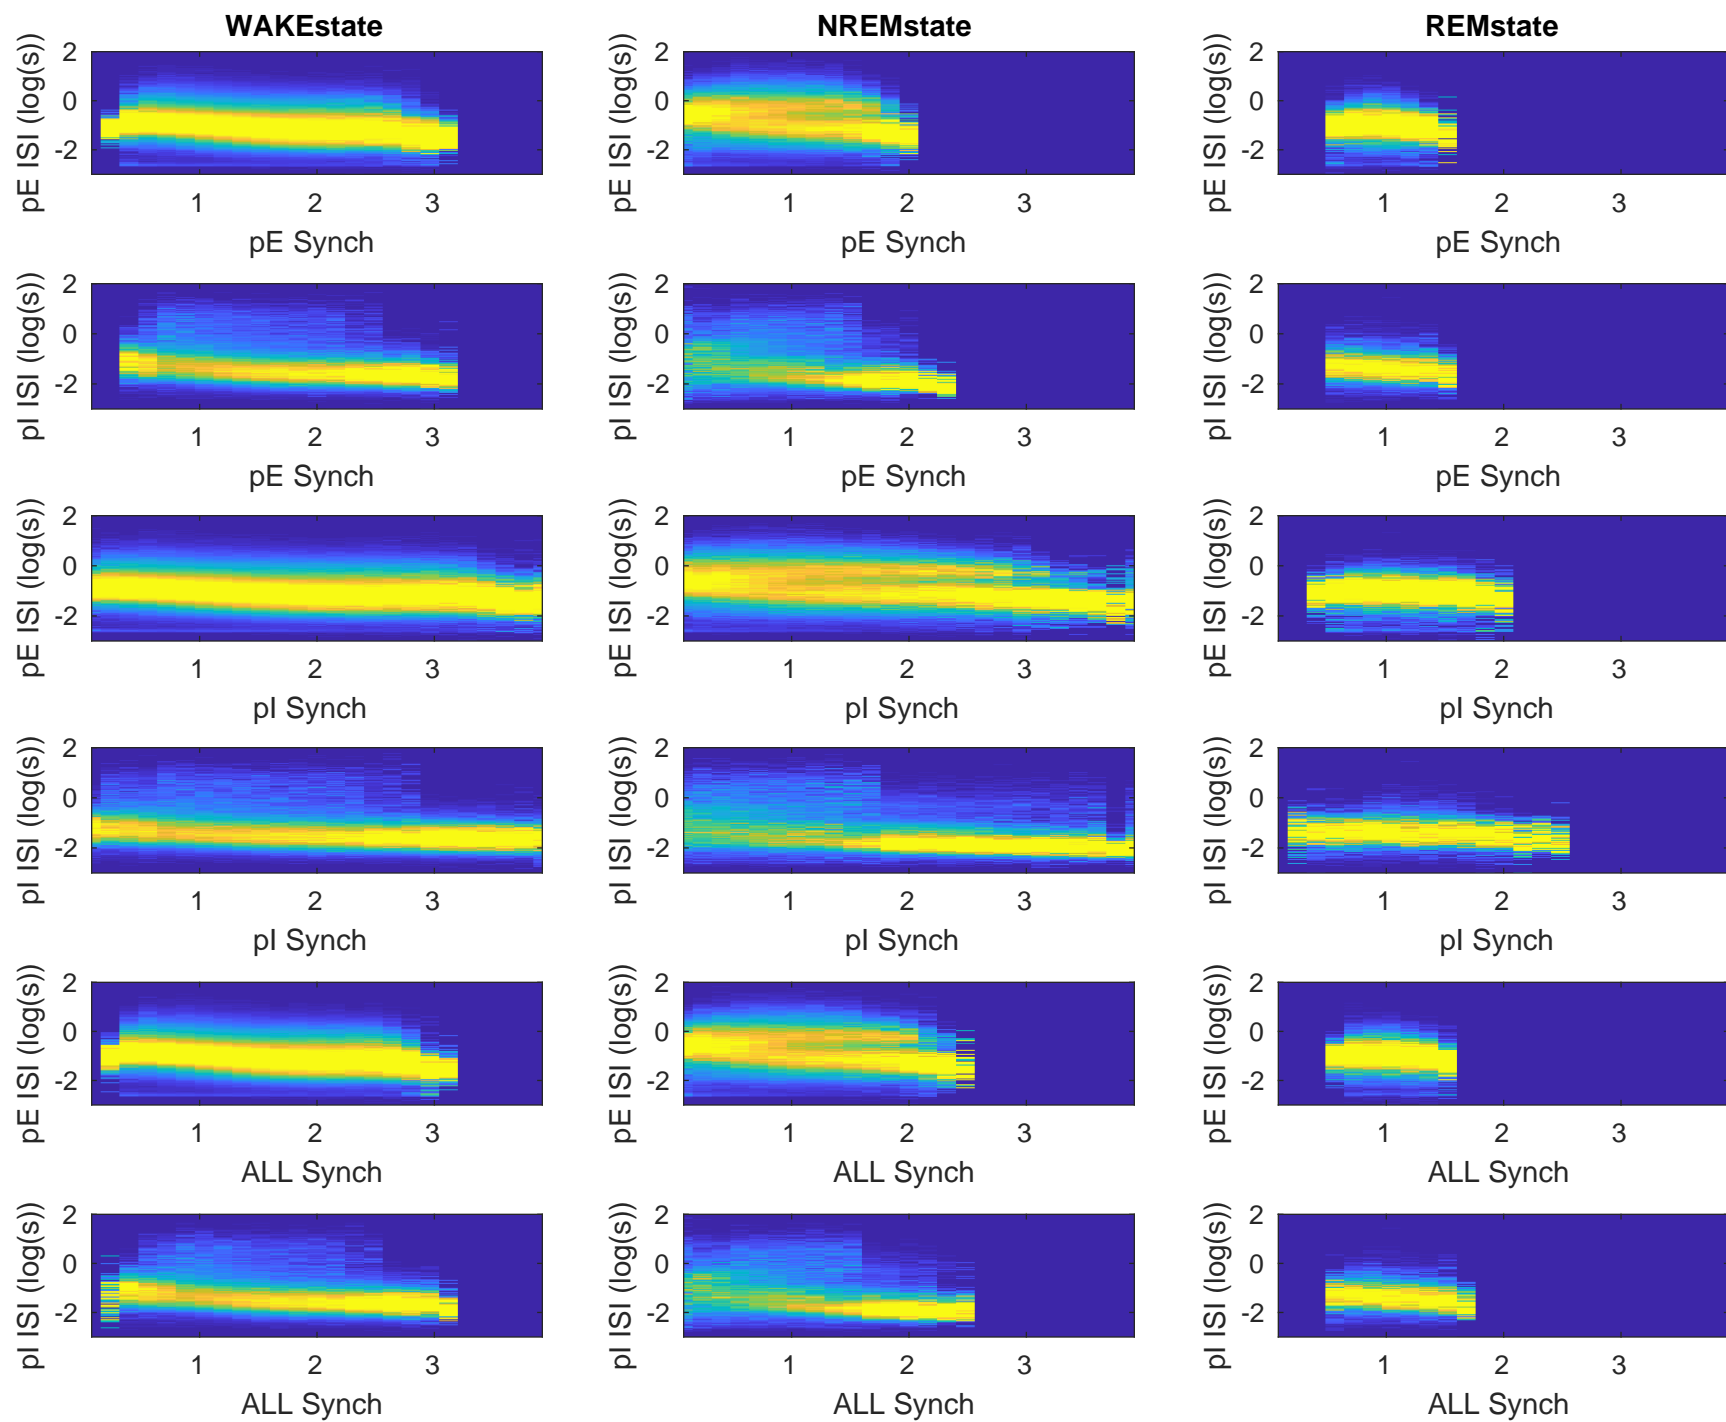 WAKEstate NREMstate REMstate
pE ISI (log(s)) 2 0 -2 pE ISI (log(s)) 2 0 -2 pE ISI (log(s)) 2 0 -2
1 2 3 1 2 3 1 2 3
pE Synch pE Synch pE Synch
pI ISI (log(s)) 2 0 -2 pI ISI (log(s)) 2 0 -2 pI ISI (log(s)) 2 0 -2
1 2 3 1 2 3 1 2 3
pE Synch pE Synch pE Synch
pE ISI (log(s)) 2 0 -2 pE ISI (log(s)) 2 0 -2 pE ISI (log(s)) 2 0 -2
1 2 3 1 2 3 1 2 3
pI Synch pI Synch pI Synch
pI ISI (log(s)) 2 0 -2 pI ISI (log(s)) 2 0 -2 pI ISI (log(s)) 2 0 -2
1 2 3 1 2 3 1 2 3
pI Synch pI Synch pI Synch
pE ISI (log(s)) 2 0 -2 pE ISI (log(s)) 2 0 -2 pE ISI (log(s)) 2 0 -2
1 2 3 1 2 3 1 2 3
ALL Synch ALL Synch ALL Synch
pI ISI (log(s)) 2 0 -2 pI ISI (log(s)) 2 0 -2 pI ISI (log(s)) 2 0 -2
1 2 3 1 2 3 1 2 3
ALL Synch ALL Synch ALL Synch